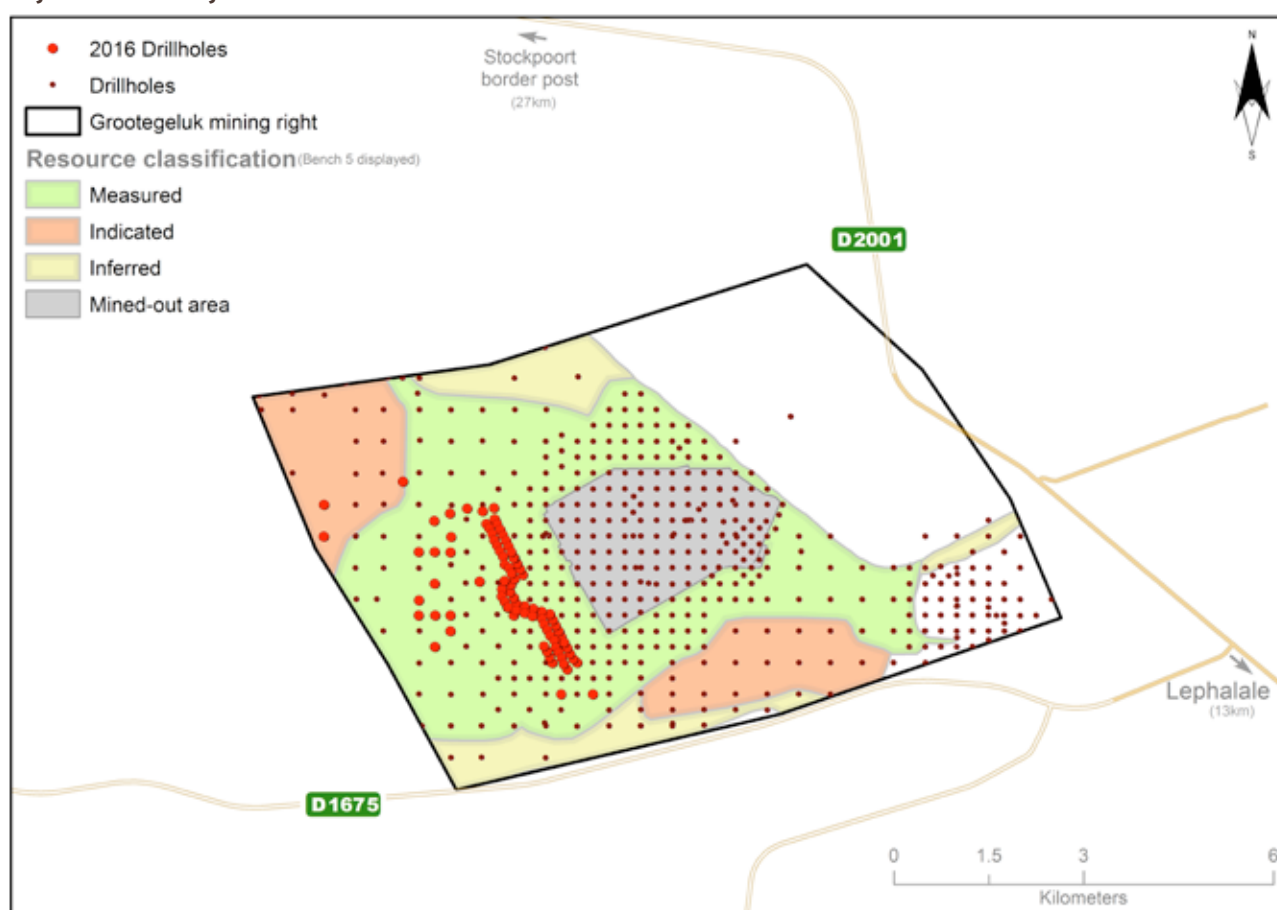 2016 Drillholes
Drillholes
Grootegeluk mining right
Resource classification (Bench 5 displayed)
Measured
Indicated
Inferred
Mined-out area
Stockpoort
border post
(27km)
N
S
D2001
Lephalale
(13km)
D1675
0 1.5 3 6
Kilometers